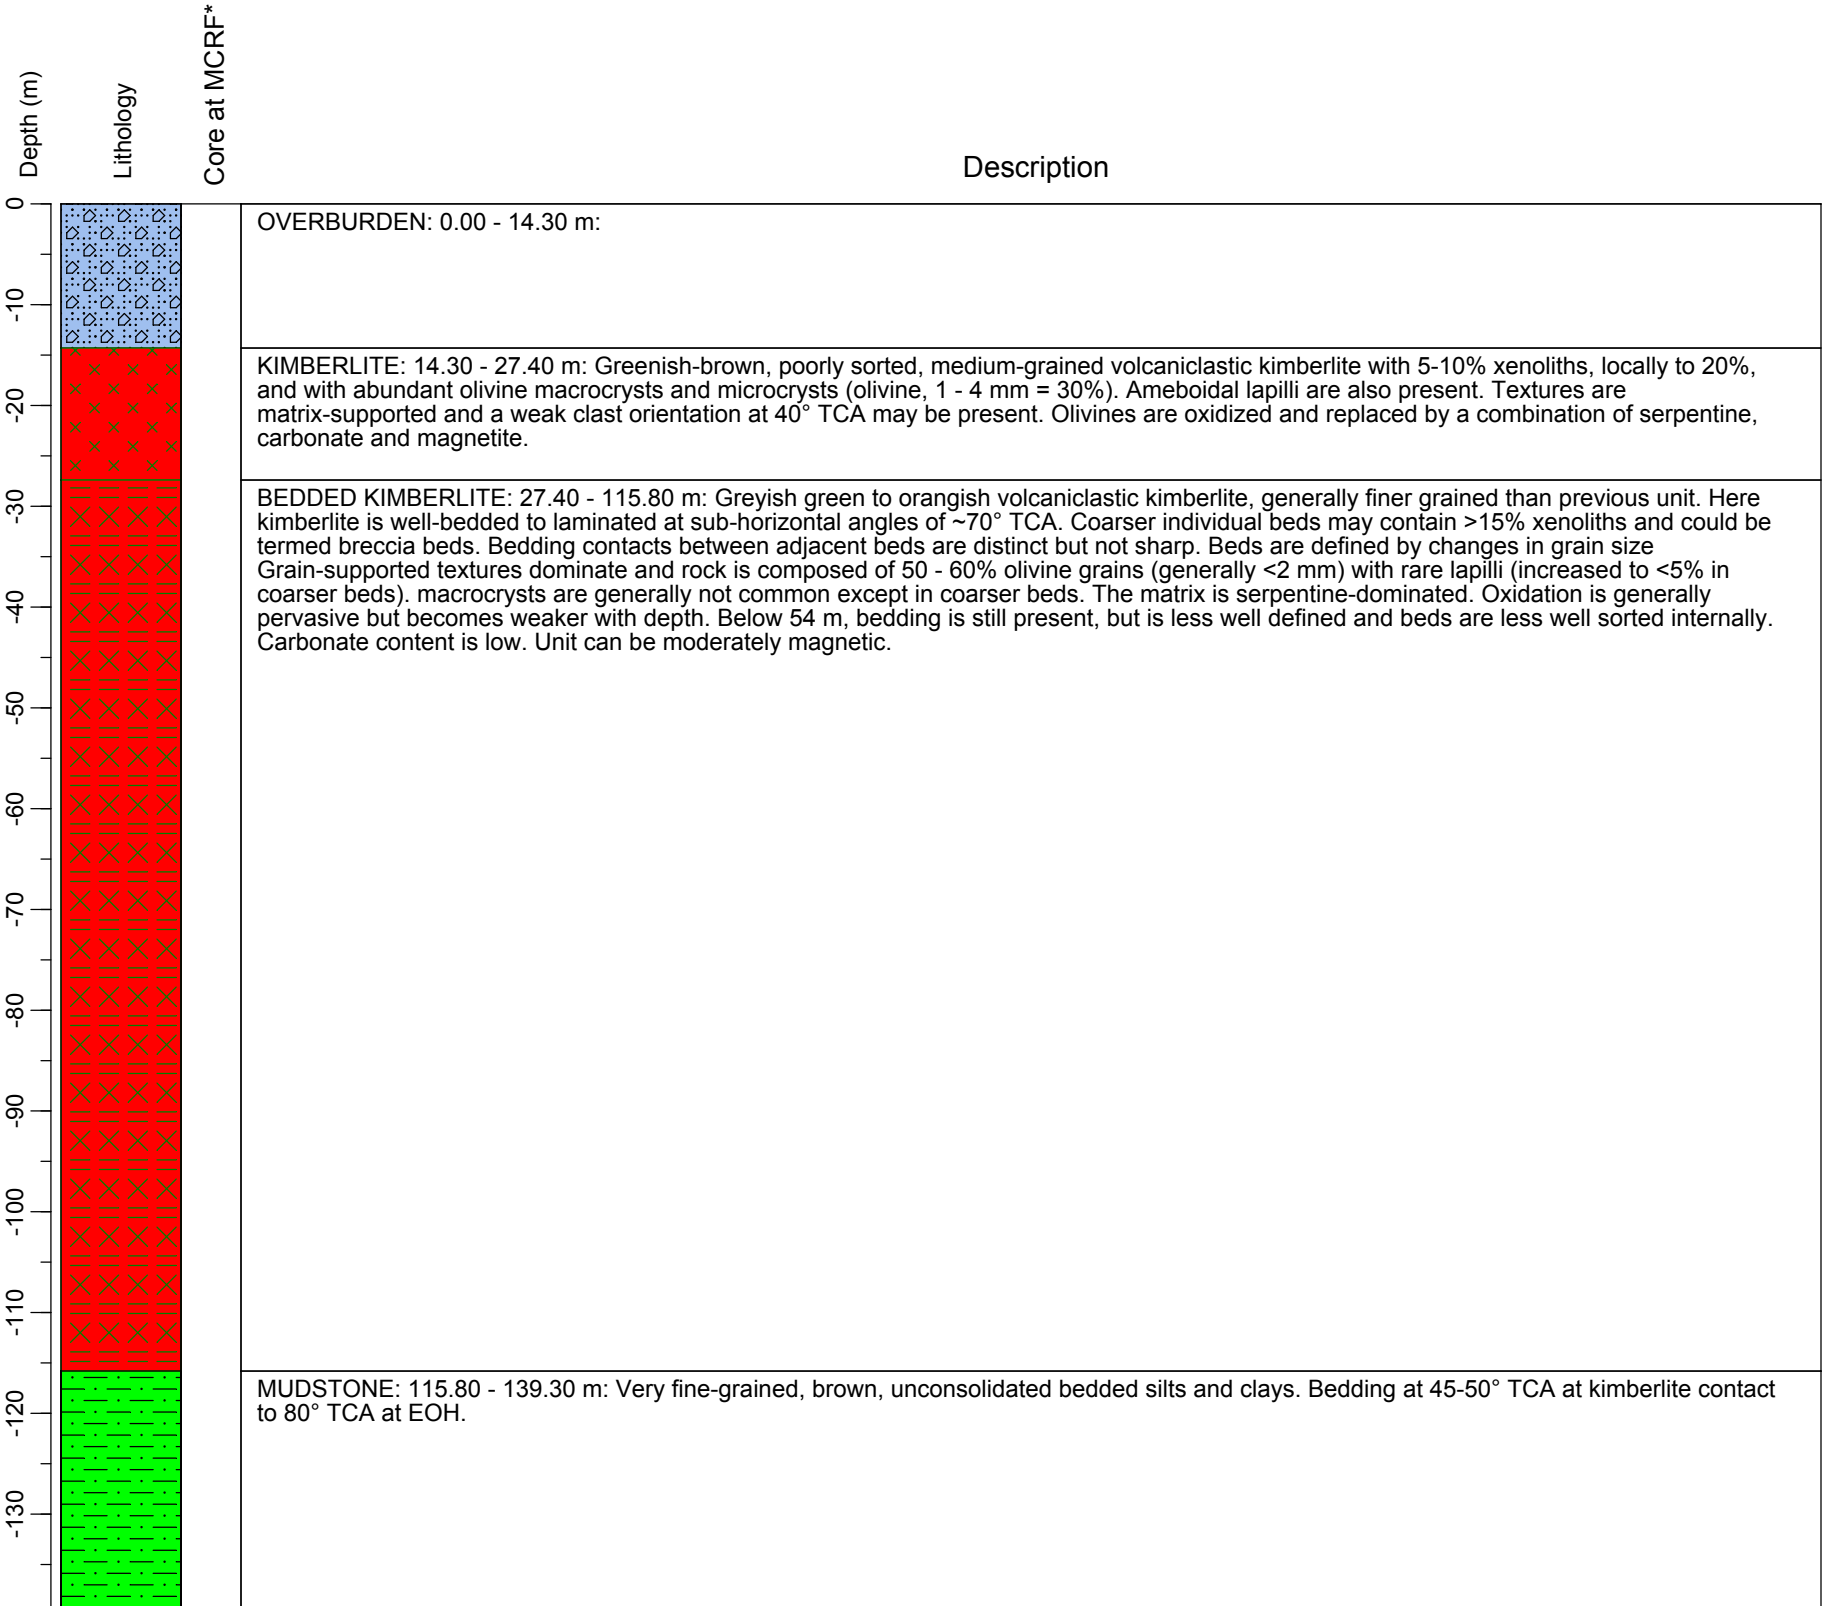 Depth (m)
Lithology
Core at MCRF*
Description
0
-10
-20
-30
-40
-50
-60
-70
-80
-90
-100
-110
-120
-130
OVERBURDEN: 0.00 - 14.30 m:
KIMBERLITE: 14.30 - 27.40 m: Greenish-brown, poorly sorted, medium-grained volcaniclastic kimberlite with 5-10% xenoliths, locally to 20%,
and with abundant olivine macrocrysts and microcrysts (olivine, 1 - 4 mm = 30%). Ameboidal lapilli are also present. Textures are
matrix-supported and a weak clast orientation at 40° TCA may be present. Olivines are oxidized and replaced by a combination of serpentine,
carbonate and magnetite.
BEDDED KIMBERLITE: 27.40 - 115.80 m: Greyish green to orangish volcaniclastic kimberlite, generally finer grained than previous unit. Here
kimberlite is well-bedded to laminated at sub-horizontal angles of ~70° TCA. Coarser individual beds may contain >15% xenoliths and could be
termed breccia beds. Bedding contacts between adjacent beds are distinct but not sharp. Beds are defined by changes in grain size
Grain-supported textures dominate and rock is composed of 50 - 60% olivine grains (generally <2 mm) with rare lapilli (increased to <5% in
coarser beds). macrocrysts are generally not common except in coarser beds. The matrix is serpentine-dominated. Oxidation is generally
pervasive but becomes weaker with depth. Below 54 m, bedding is still present, but is less well defined and beds are less well sorted internally.
Carbonate content is low. Unit can be moderately magnetic.
MUDSTONE: 115.80 - 139.30 m: Very fine-grained, brown, unconsolidated bedded silts and clays. Bedding at 45-50° TCA at kimberlite contact
to 80° TCA at EOH.